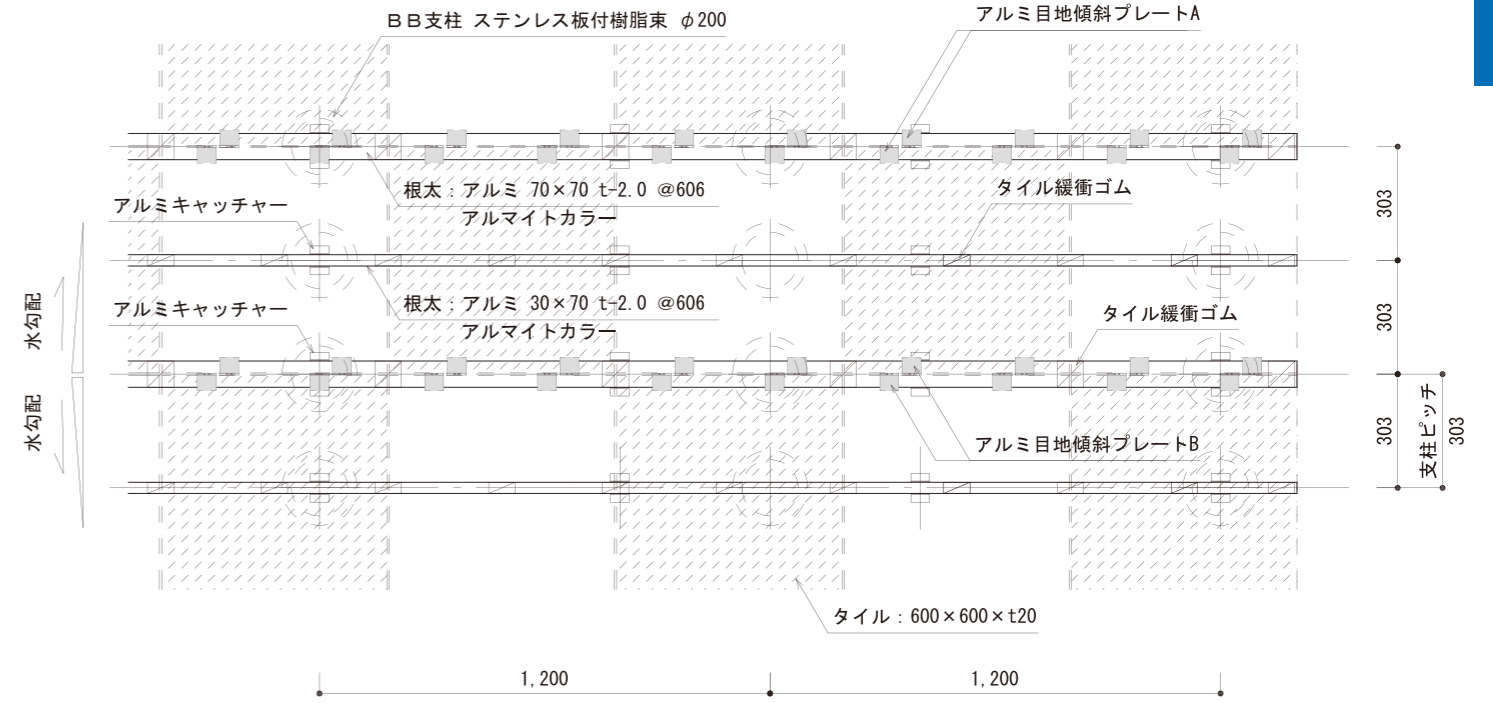 BB支柱 ステンレス板付樹脂束 φ200
アルミ目地傾斜プレートA
根太：アルミ 70×70 t-2.0 @606
アルマイトカラー
タイル緩衝ゴム
アルミキャッチャー
303
根太：アルミ 30×70 t-2.0 @606
アルマイトカラー
アルミキャッチャー
タイル緩衝ゴム
水勾配
303
水勾配
アルミ目地傾斜プレートB
303
支柱ピッチ
303
タイル：600×600×t20
1,200
1,200